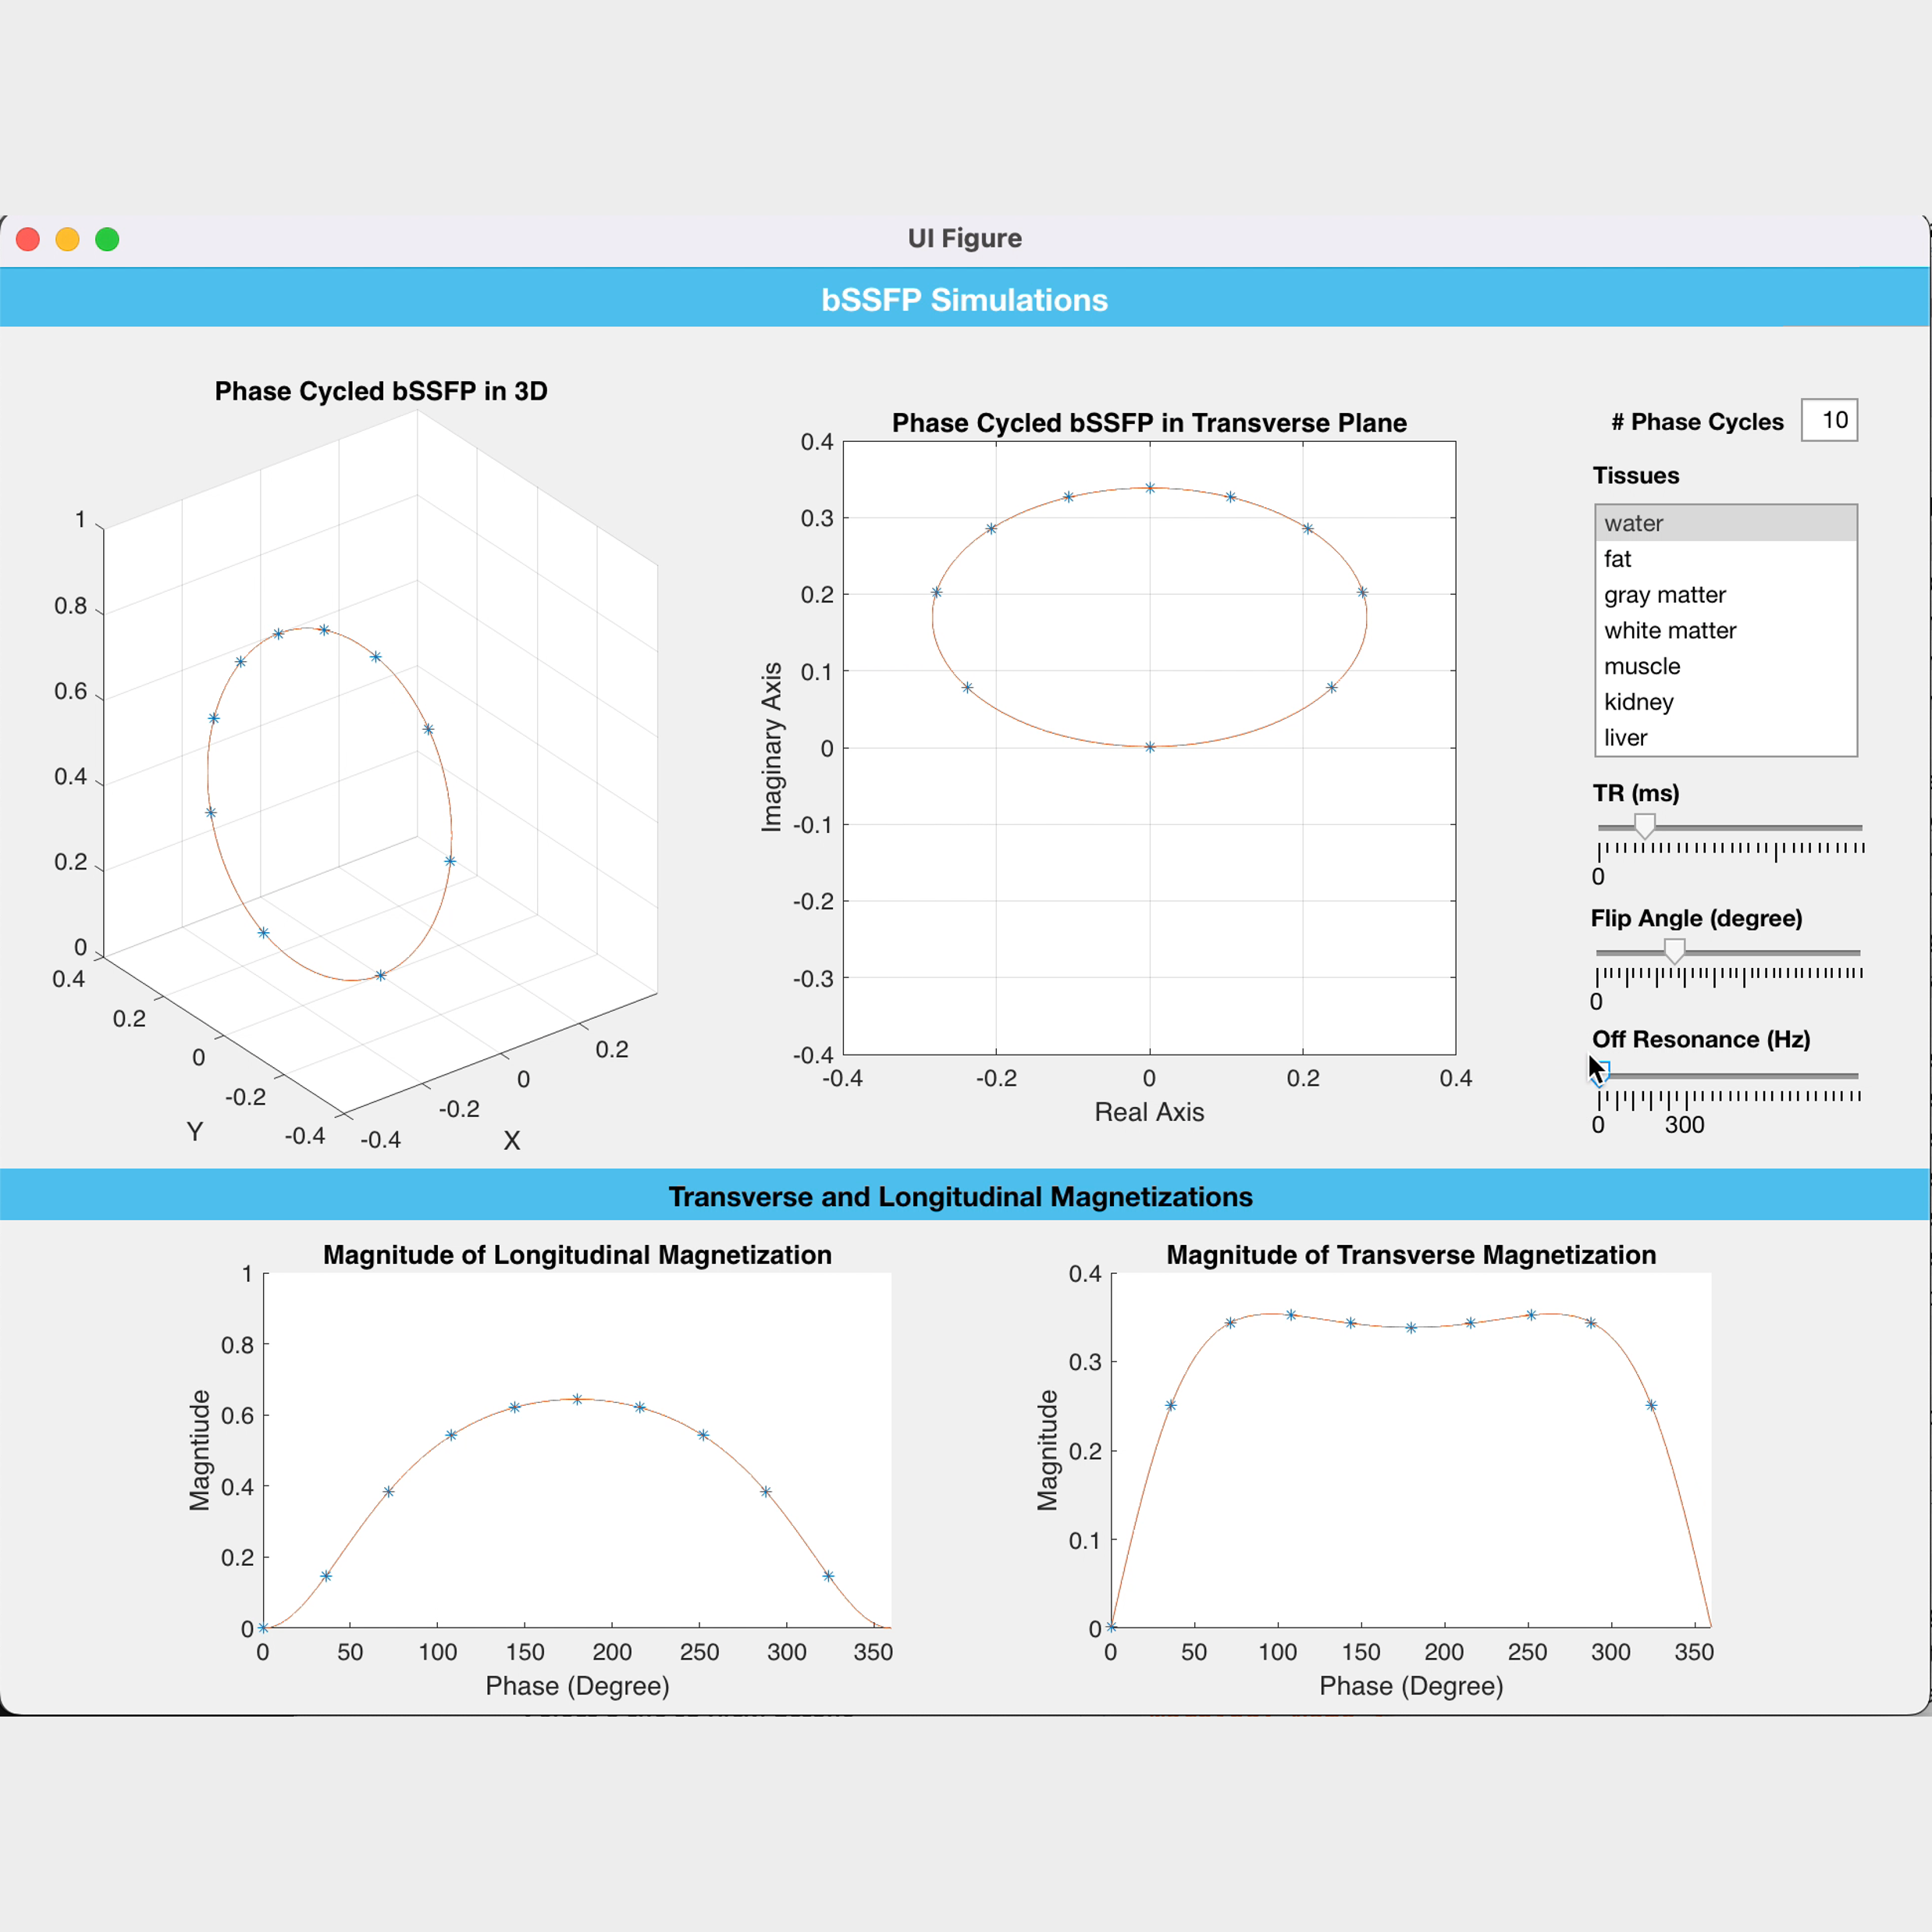 UI Figure
bSSFP Simulations
Phase Cycled bSSFP in 3D
1
0.8
0.6
0.4
0.2
0
0.4
0.2
0
-0.2
-0.4
Y
-0.4
-0.2
0
0.2
X
Phase Cycled bSSFP in Transverse Plane
0.4
0.3
0.2
0.1
0
-0.1
-0.2
-0.3
-0.4
Imaginary Axis
-0.4
-0.2
0
0.2
0.4
Real Axis
# Phase Cycles 10
Tissues
water
fat
gray matter
white matter
muscle
kidney
liver
TR (ms)
0
Flip Angle (degree)
0
Off Resonance (Hz)
0 300
Transverse and Longitudinal Magnetizations
Magnitude of Longitudinal Magnetization
1
0.8
0.6
0.4
0.2
0
Magntiude
0 50 100 150 200 250 300 350
Phase (Degree)
Magnitude of Transverse Magnetization
0.4
0.3
0.2
0.1
0
Magnitude
0 50 100 150 200 250 300 350
Phase (Degree)